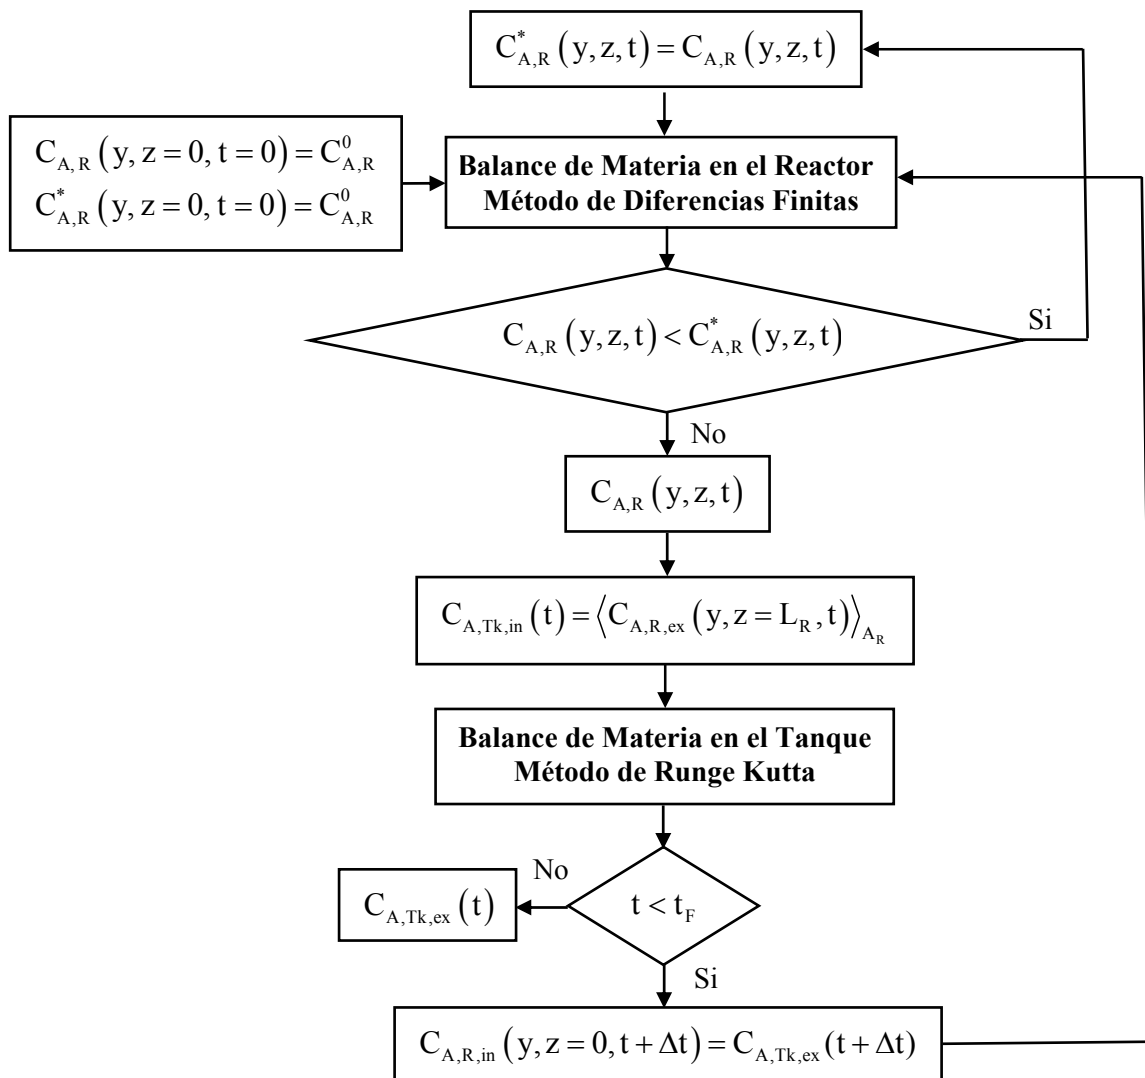 C*A,R (y, z, t) = CA,R (y, z, t)
CA,R (y, z = 0, t = 0) = C0A,R
C*A,R (y, z = 0, t = 0) = C0A,R
Balance de Materia en el Reactor
Método de Diferencias Finitas
CA,R (y, z, t) < C*A,R (y, z, t)
Si
No
CA,R (y, z, t)
CA,Tk,in (t) = ⟨CA,R,ex (y, z = LR, t)⟩AR
Balance de Materia en el Tanque
Método de Runge Kutta
No
CA,Tk,ex (t)
t < tF
Si
CA,R,in (y, z = 0, t + Δt) = CA,Tk,ex (t + Δt)